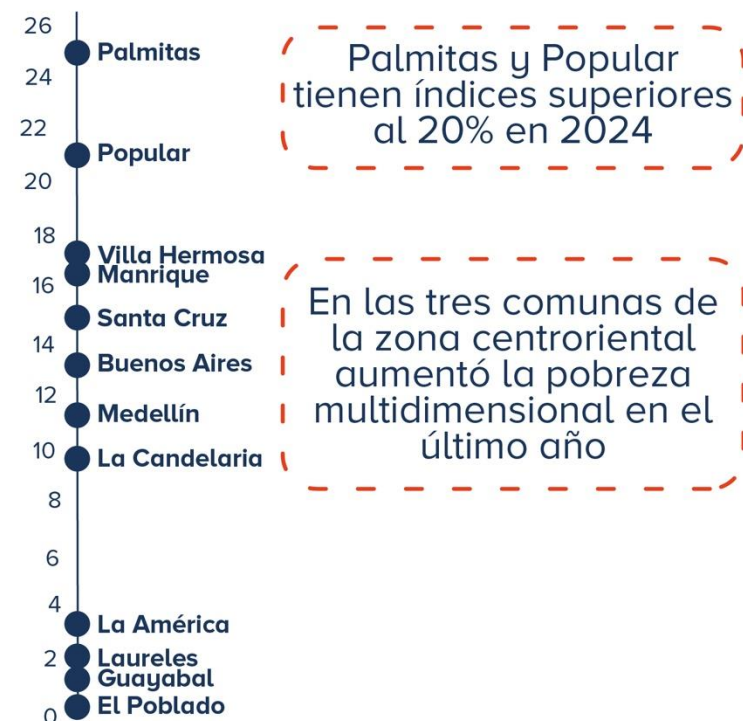 26
24
22
20
18
16
14
12
10
8
6
4
2
0
Palmitas
Popular
Villa Hermosa
Manrique
Santa Cruz
Buenos Aires
Medellín
La Candelaria
La América
Laureles
Guayabal
El Poblado
Palmitas y Popular
tienen índices superiores
al 20% en 2024
En las tres comunas de
la zona centroriental
aumentó la pobreza
multidimensional en el
último año